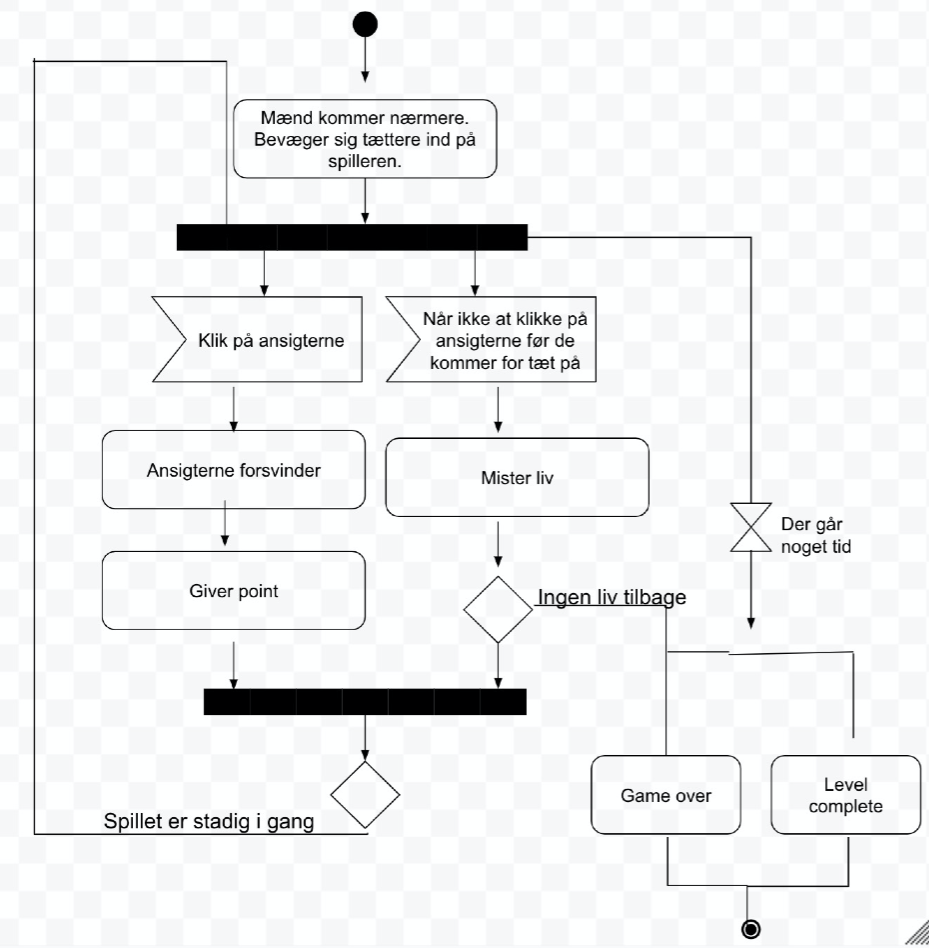 Mænd kommer nærmere.
Bevæger sig tættere ind på
spilleren.
Klik på ansigterne
Når ikke at klikke på
ansigterne før de
kommer for tæt på
Ansigterne forsvinder
Mister liv
Der går
noget tid
Giver point
Ingen liv tilbage
Game over
Level
complete
Spillet er stadig i gang